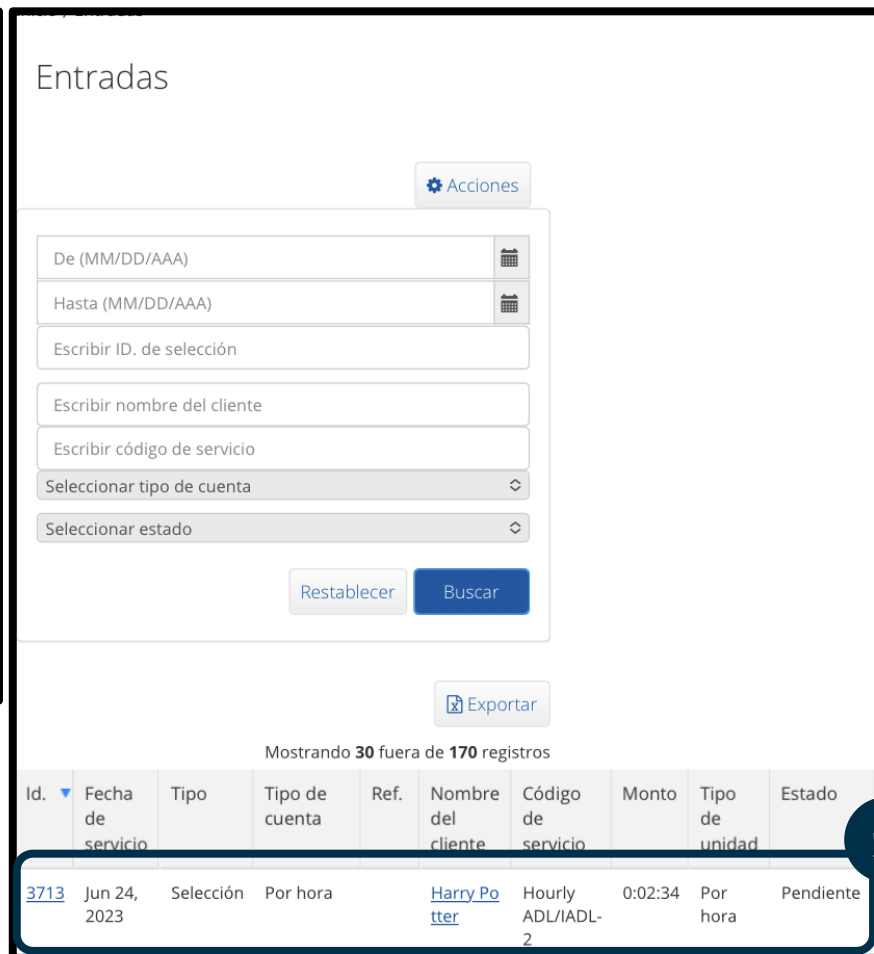 Entradas
Acciones
De (MM/DD/AAA)
Hasta (MM/DD/AAA)
Escribir ID. de selección
Escribir nombre del cliente
Escribir código de servicio
Seleccionar tipo de cuenta
Seleccionar estado
Restablecer Buscar
Exportar
Mostrando 30 fuera de 170 registros
Id. Fecha Tipo Tipo de Ref. Nombre Código Monto Tipo Estado
de cuenta del de de
servicio cliente servicio unidad
3713 Jun 24, Selección Por hora Harry Po Hourly 0:02:34 Por Pendiente
2023 tter ADL/IADL- hora
2